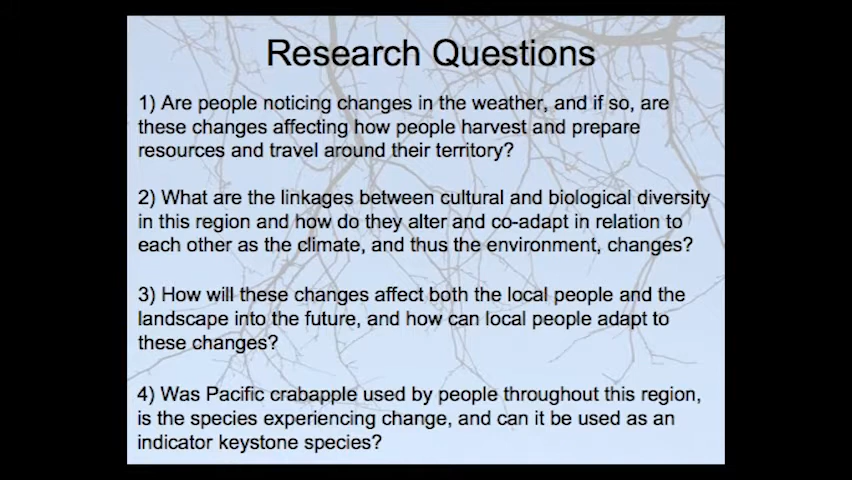 Research Questions
1) Are people noticing changes in the weather, and if so, are
these changes affecting how people harvest and prepare
resources and travel around their territory?
2) What are the linkages between cultural and biological diversity
in this region and how do they alter and co-adapt in relation to
each other as the climate, and thus the environment, changes?
3) How will these changes affect both the local people and the
landscape into the future, and how can local people adapt to
these changes?
4) Was Pacific crabapple used by people throughout this region,
is the species experiencing change, and can it be used as an
indicator keystone species?